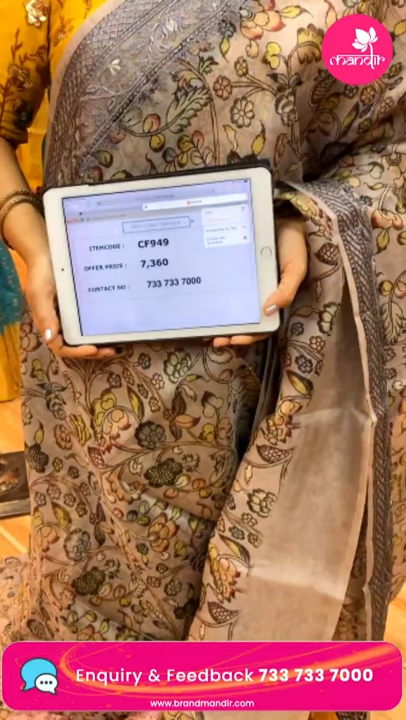 mandir
ITEMCODE : CF949
OFFER PRICE : 7,360
CONTACT NO : 733 733 7000
Enquiry & Feedback 733 733 7000
www.brandmandir.com